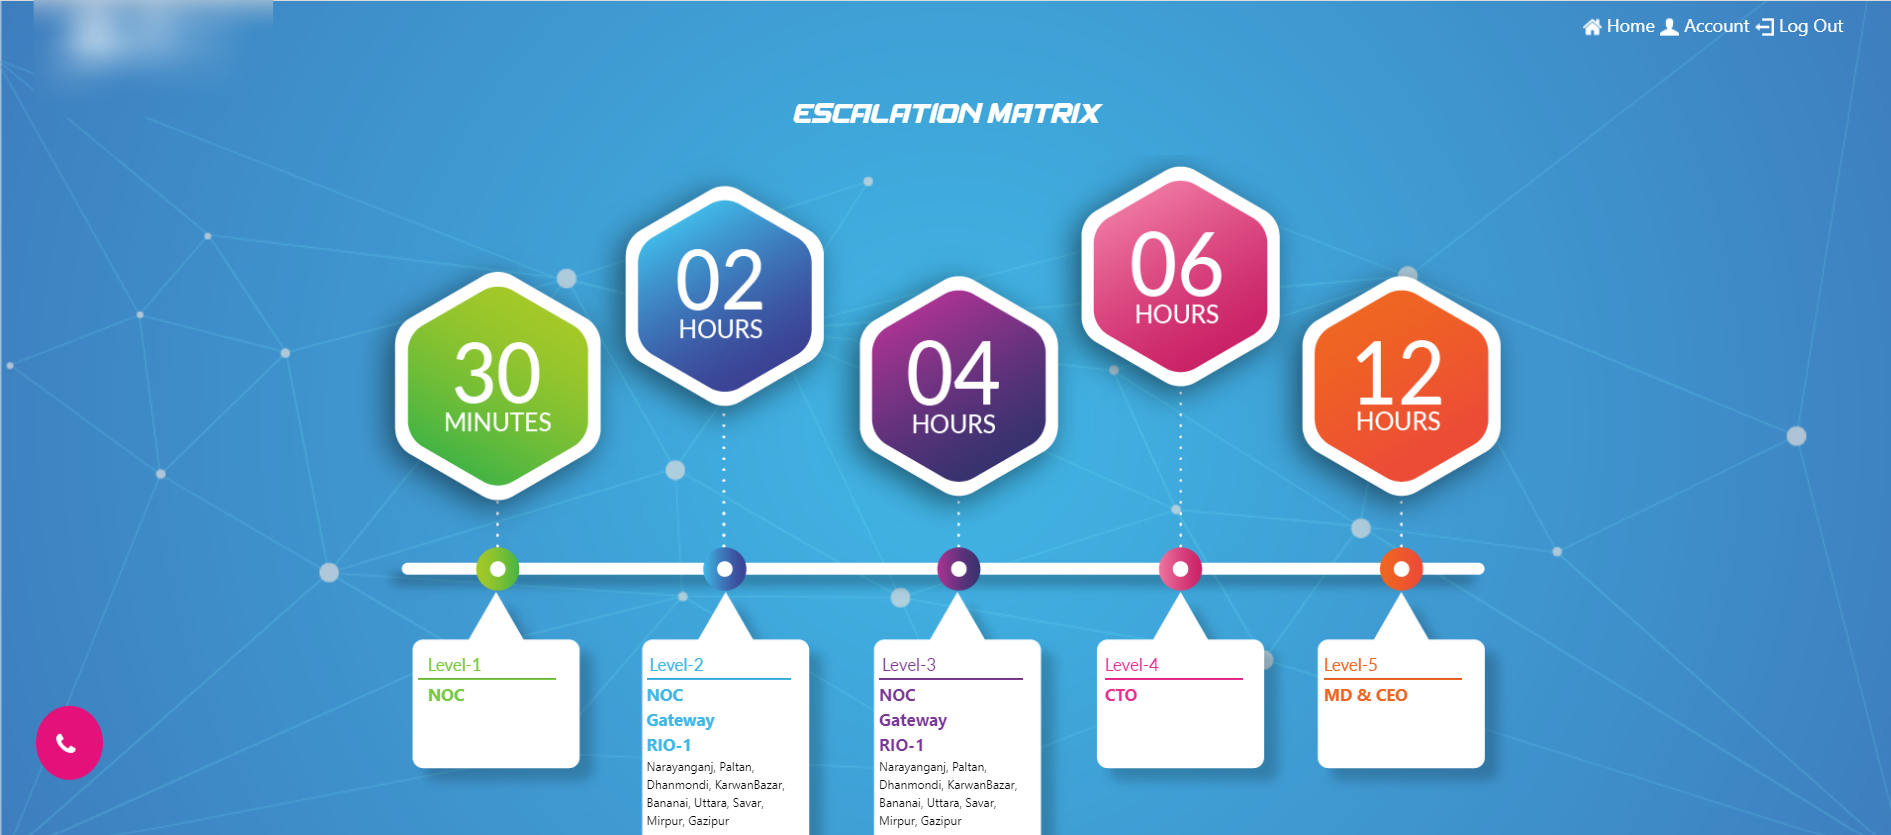 Home Account Log Out
ESCALATION MATRIX
30
MINUTES
02
HOURS
04
HOURS
06
HOURS
12
HOURS
Level-1
NOC
Level-2
NOC
Gateway
RIO-1
Narayanganj, Paltan,
Dhanmondi, KarwanBazar,
Bananai, Uttara, Savar,
Mirpur, Gazipur
Level-3
NOC
Gateway
RIO-1
Narayanganj, Paltan,
Dhanmondi, KarwanBazar,
Bananai, Uttara, Savar,
Mirpur, Gazipur
Level-4
CTO
Level-5
MD & CEO